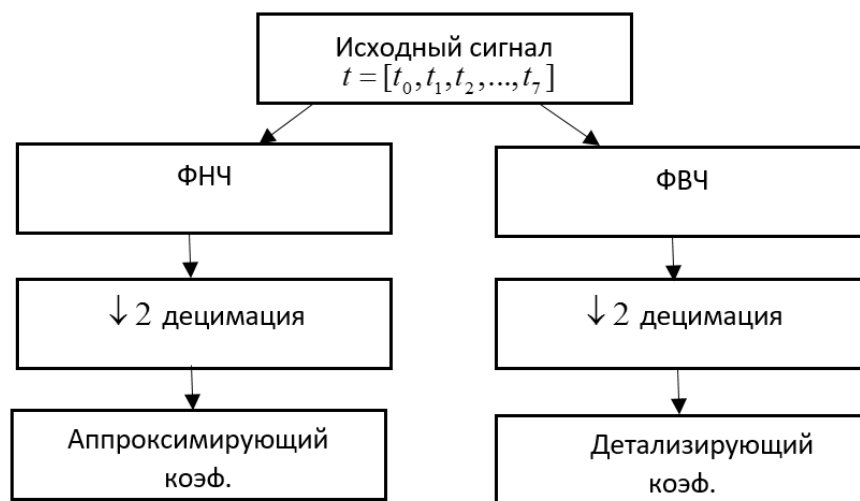 Исходный сигнал
t = [t₀, t₁, t₂, ..., t₇]
ФНЧ
ФВЧ
↓ 2 децимация
↓ 2 децимация
Аппроксимирующий
коэф.
Детализирующий
коэф.